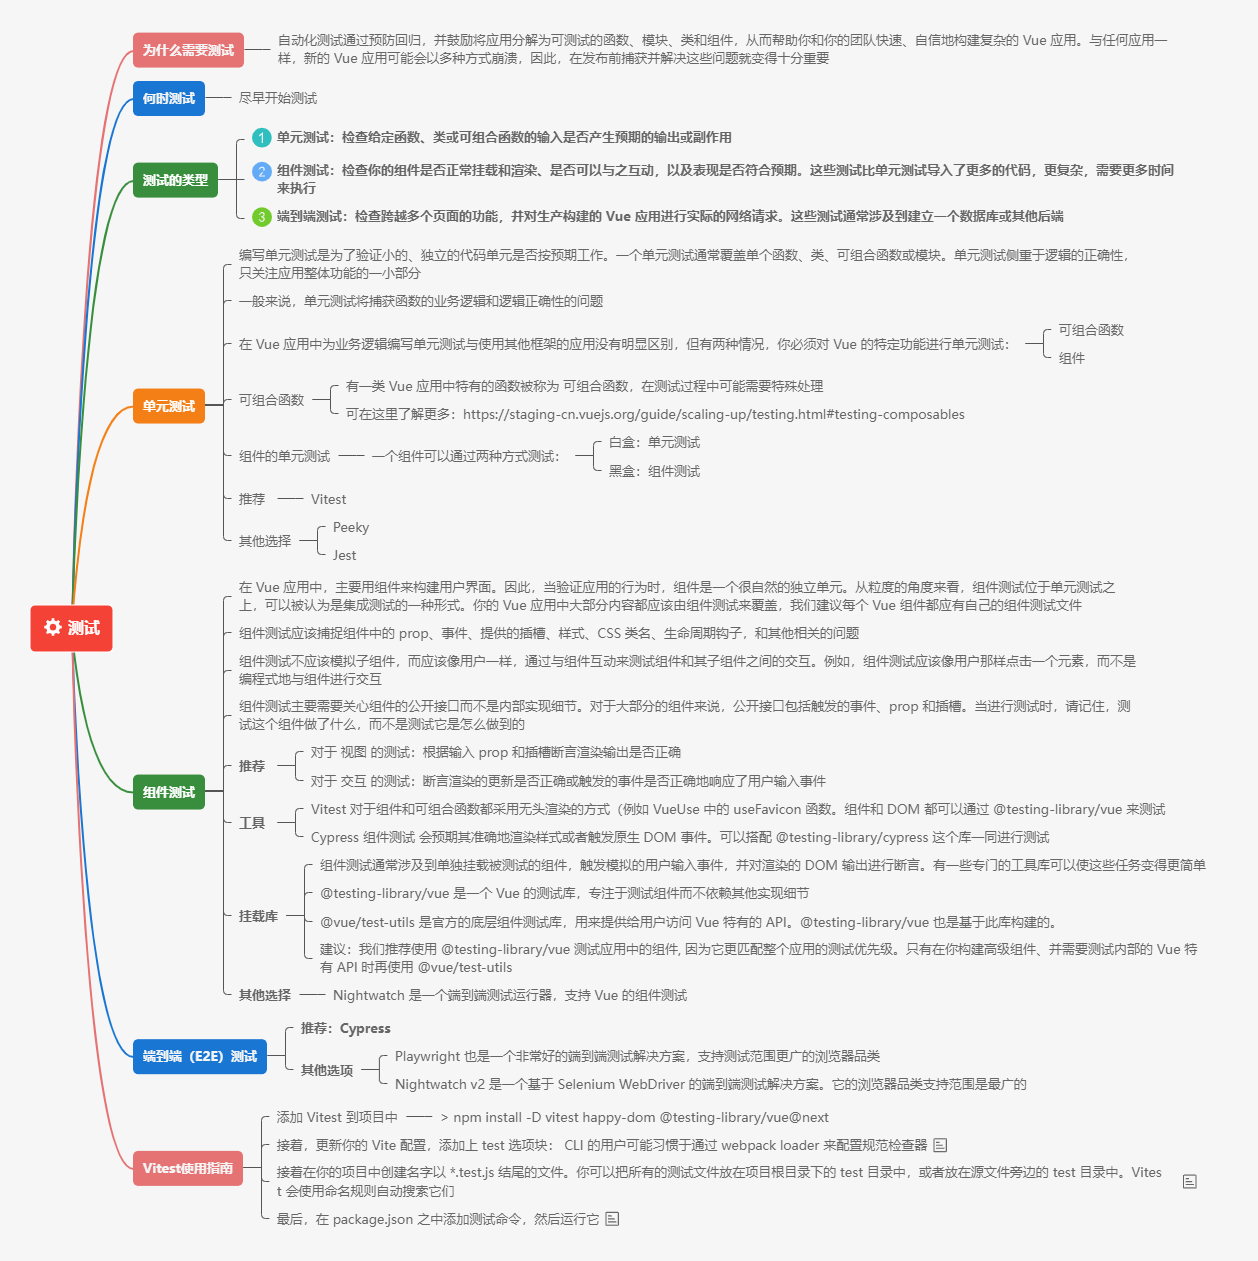 测试
为什么需要测试
自动化测试通过预防回归，并鼓励将应用分解为可测试的函数、模块、类和组件，从而帮助你和你的团队快速、自信地构建复杂的 Vue 应用。与任何应用一
样，新的 Vue 应用可能会以多种方式崩溃，因此，在发布前捕获并解决这些问题就变得十分重要
何时测试
尽早开始测试
测试的类型
1 单元测试：检查给定函数、类或可组合函数的输入是否产生预期的输出或副作用
2 组件测试：检查你的组件是否正常挂载和渲染、是否可以与之互动，以及表现是否符合预期。这些测试比单元测试导入了更多的代码，更复杂，需要更多时间
来执行
3 端到端测试：检查跨越多个页面的功能，并对生产构建的 Vue 应用进行实际的网络请求。这些测试通常涉及到建立一个数据库或其他后端
单元测试
编写单元测试是为了验证小的、独立的代码单元是否按预期工作。一个单元测试通常覆盖单个函数、类、可组合函数或模块。单元测试侧重于逻辑的正确性，
只关注应用整体功能的一小部分
一般来说，单元测试将捕获函数的业务逻辑和逻辑正确性的问题
在 Vue 应用中为业务逻辑编写单元测试与使用其他框架的应用没有明显区别，但有两种情况，你必须对 Vue 的特定功能进行单元测试：
可组合函数
组件
可组合函数
有一类 Vue 应用中特有的函数被称为 可组合函数，在测试过程中可能需要特殊处理
可在这里了解更多：https://staging-cn.vuejs.org/guide/scaling-up/testing.html#testing-composables
组件的单元测试
一个组件可以通过两种方式测试：
白盒：单元测试
黑盒：组件测试
推荐
Vitest
其他选择
Peeky
Jest
组件测试
在 Vue 应用中，主要用组件来构建用户界面。因此，当验证应用的行为时，组件是一个很自然的独立单元。从粒度的角度来看，组件测试位于单元测试之
上，可以被认为是集成测试的一种形式。你的 Vue 应用中大部分内容都应该由组件测试来覆盖，我们建议每个 Vue 组件都应有自己的组件测试文件
组件测试应该捕捉组件中的 prop、事件、提供的插槽、样式、CSS 类名、生命周期钩子，和其他相关的问题
组件测试不应该模拟子组件，而应该像用户一样，通过与组件互动来测试组件和其子组件之间的交互。例如，组件测试应该像用户那样点击一个元素，而不是
编程式地与组件进行交互
组件测试主要需要关心组件的公开接口而不是内部实现细节。对于大部分的组件来说，公开接口包括触发的事件、prop 和插槽。当进行测试时，请记住，测
试这个组件做了什么，而不是测试它是怎么做到的
推荐
对于 视图 的测试：根据输入 prop 和插槽断言渲染输出是否正确
对于 交互 的测试：断言渲染的更新是否正确或触发的事件是否正确地响应了用户输入事件
工具
Vitest 对于组件和可组合函数都采用无头渲染的方式（例如 VueUse 中的 useFavicon 函数。组件和 DOM 都可以通过 @testing-library/vue 来测试
Cypress 组件测试 会预期其准确地渲染样式或者触发原生 DOM 事件。可以搭配 @testing-library/cypress 这个库一同进行测试
挂载库
组件测试通常涉及到单独挂载被测试的组件，触发模拟的用户输入事件，并对渲染的 DOM 输出进行断言。有一些专门的工具库可以使这些任务变得更简单
@testing-library/vue 是一个 Vue 的测试库，专注于测试组件而不依赖其他实现细节
@vue/test-utils 是官方的底层组件测试库，用来提供给用户访问 Vue 特有的 API。@testing-library/vue 也是基于此库构建的。
建议：我们推荐使用 @testing-library/vue 测试应用中的组件, 因为它更匹配整个应用的测试优先级。只有在你构建高级组件、并需要测试内部的 Vue 特
有 API 时再使用 @vue/test-utils
其他选择
Nightwatch 是一个端到端测试运行器，支持 Vue 的组件测试
端到端（E2E）测试
推荐：Cypress
其他选项
Playwright 也是一个非常好的端到端测试解决方案，支持测试范围更广的浏览器品类
Nightwatch v2 是一个基于 Selenium WebDriver 的端到端测试解决方案。它的浏览器品类支持范围是最广的
Vitest使用指南
添加 Vitest 到项目中
> npm install -D vitest happy-dom @testing-library/vue@next
接着，更新你的 Vite 配置，添加上 test 选项块： CLI 的用户可能习惯于通过 webpack loader 来配置规范检查器
接着在你的项目中创建名字以 *.test.js 结尾的文件。你可以把所有的测试文件放在项目根目录下的 test 目录中，或者放在源文件旁边的 test 目录中。Vites
t 会使用命名规则自动搜索它们
最后，在 package.json 之中添加测试命令，然后运行它